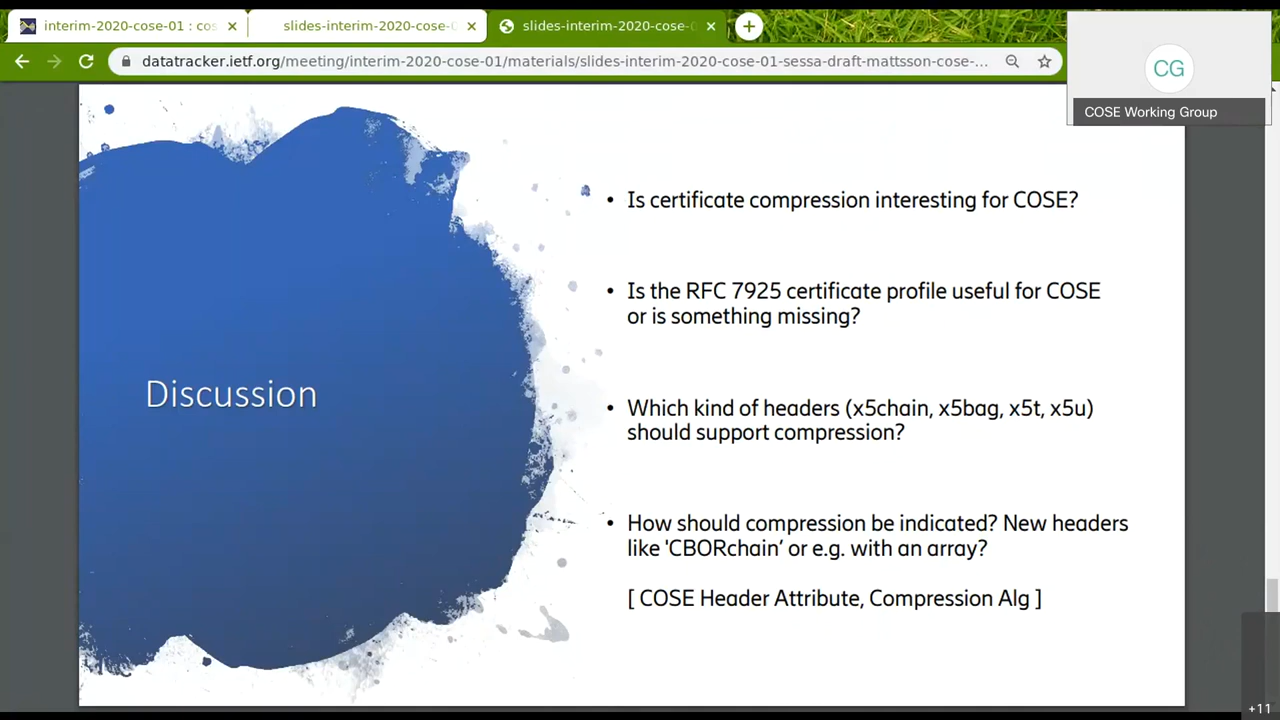 interim-2020-cose-01 : cos
slides-interim-2020-cose-0
slides-interim-2020-cose-0
datatracker.ietf.org/meeting/interim-2020-cose-01/materials/slides-interim-2020-cose-01-sessa-draft-mattsson-cose-...
CG
COSE Working Group
Discussion
• Is certificate compression interesting for COSE?
• Is the RFC 7925 certificate profile useful for COSE
or is something missing?
• Which kind of headers (x5chain, x5bag, x5t, x5u)
should support compression?
• How should compression be indicated? New headers
like 'CBORchain’ or e.g. with an array?
[ COSE Header Attribute, Compression Alg ]
+11